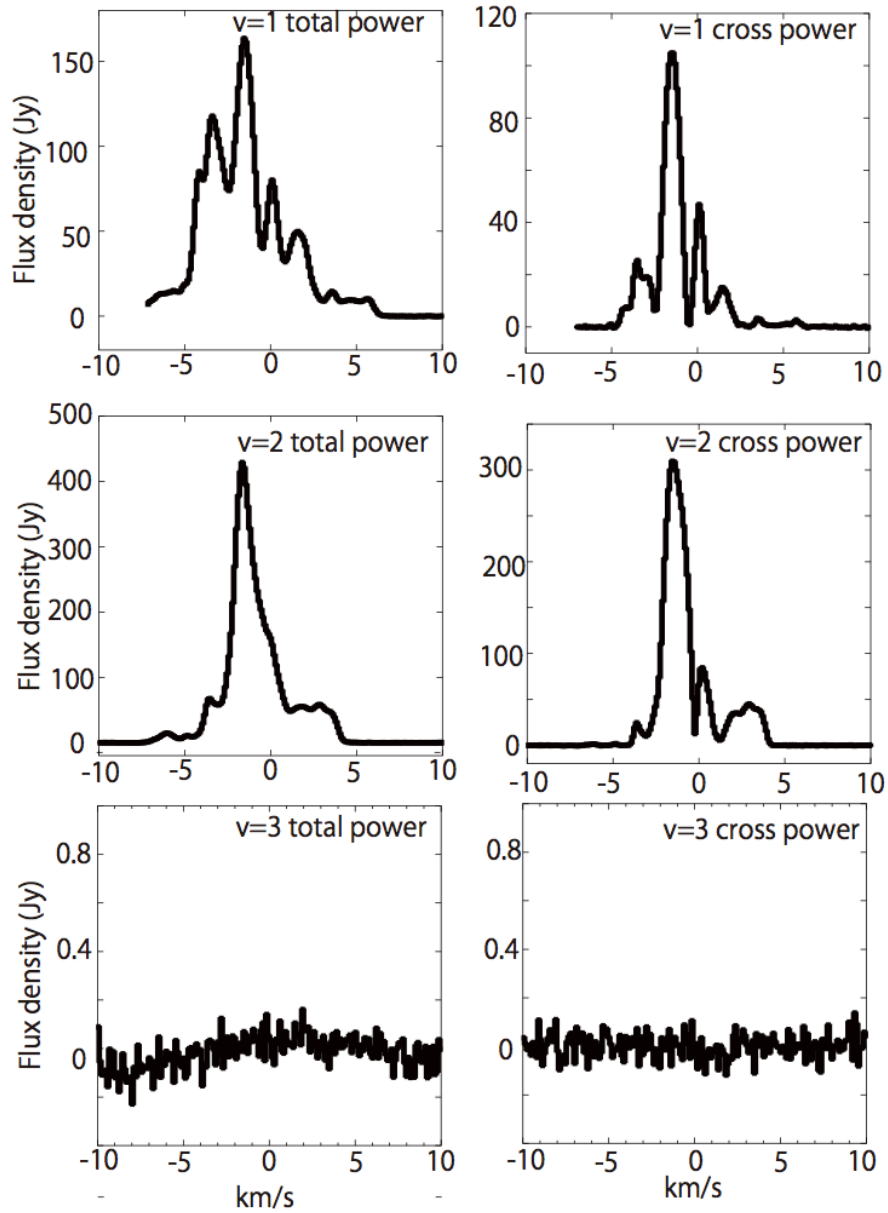 v=1 total power
150
100
50
0
Flux density (Jy)
-10 -5 0 5 10
v=1 cross power
120
80
40
0
-10 -5 0 5 10
v=2 total power
500
400
300
200
100
0
Flux density (Jy)
-10 -5 0 5 10
v=2 cross power
300
200
100
0
-10 -5 0 5 10
v=3 total power
0.8
0.4
0
Flux density (Jy)
-10 -5 0 5 10
km/s
v=3 cross power
0.8
0.4
0
-10 -5 0 5 10
km/s